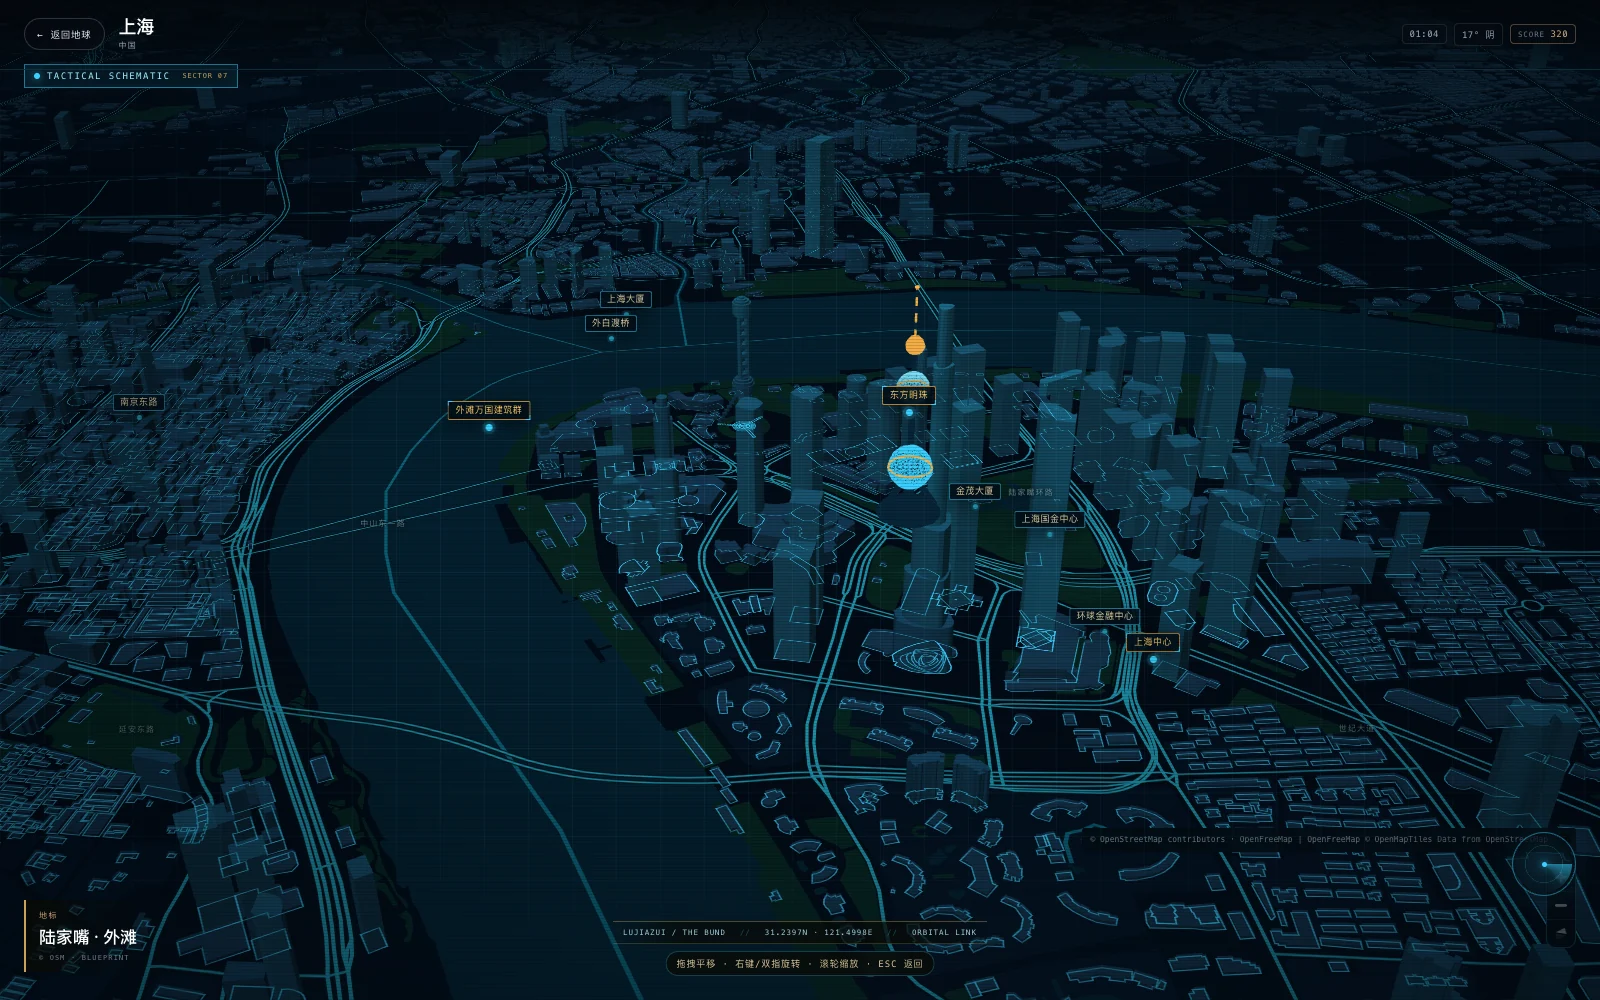 ← 返回地球
上海
中国
01:04
17° 阴
SCORE 320
TACTICAL SCHEMATIC SECTOR 07
上海大厦
外白渡桥
东方明珠
南京东路
外滩万国建筑群
金茂大厦
陆家嘴环路
上海国金中心
中山东一路
环球金融中心
上海中心
延安东路
世纪大道
© OpenStreetMap contributors · OpenFreeMap | OpenFreeMap © OpenMapTiles Data from OpenStr
地标
陆家嘴 · 外滩
© OSM · BLUEPRINT
LUJIAZUI / THE BUND // 31.2397N · 121.4998E // ORBITAL LINK
拖拽平移 · 右键/双指旋转 · 滚轮缩放 · ESC 返回